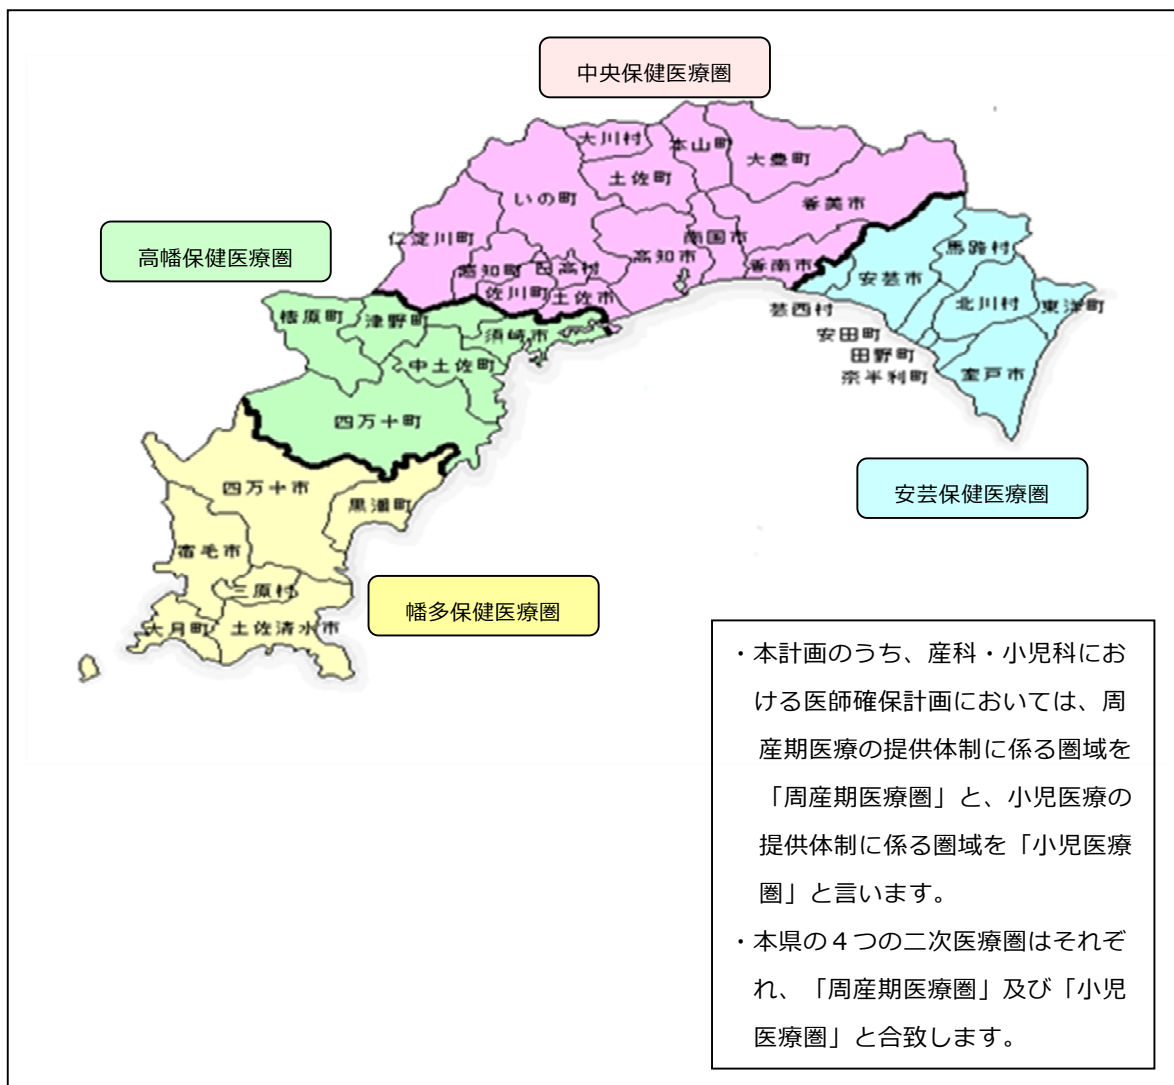 中央保健医療圏
大川村
本山町
大豊町
土佐町
いの町
香美市
仁淀川町
南国市
高知市
越知町
日高村
香南市
佐川町
土佐市
馬路村
安芸市
高幡保健医療圏
北川村
東洋町
芸西村
檮原町
津野町
須崎市
安田町
田野町
奈半利町
中土佐町
室戸市
四万十町
安芸保健医療圏
四万十市
黒潮町
宿毛市
三原村
幡多保健医療圏
大月町
土佐清水市
・本計画のうち、産科・小児科にお
ける医師確保計画においては、周
産期医療の提供体制に係る圏域を
「周産期医療圏」と、小児医療の
提供体制に係る圏域を「小児医療
圏」と言います。
・本県の４つの二次医療圏はそれぞ
れ、「周産期医療圏」及び「小児
医療圏」と合致します。